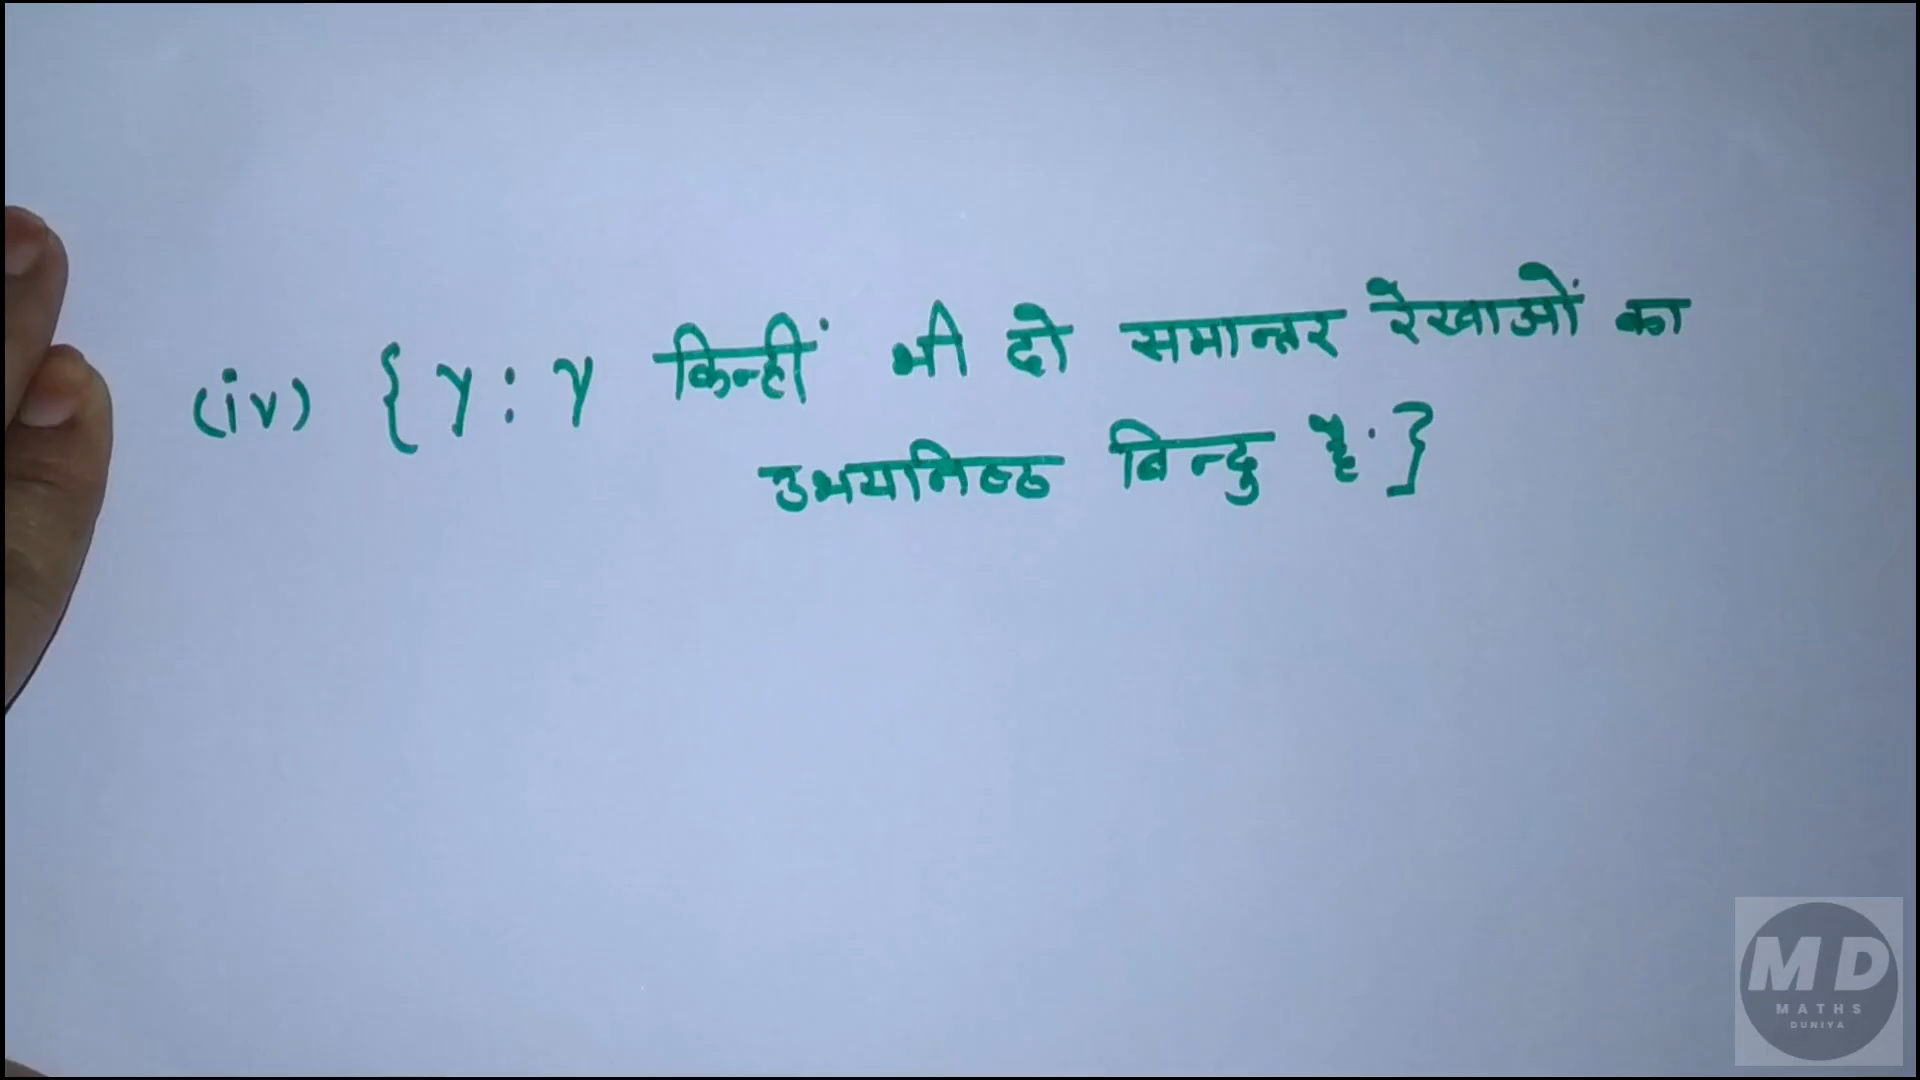 (iv) { y : y किन्हीं भी दो समान्तर रेखाओं का
उभयनिष्ठ बिन्दु है. }
MD
MATHS
DUNIYA